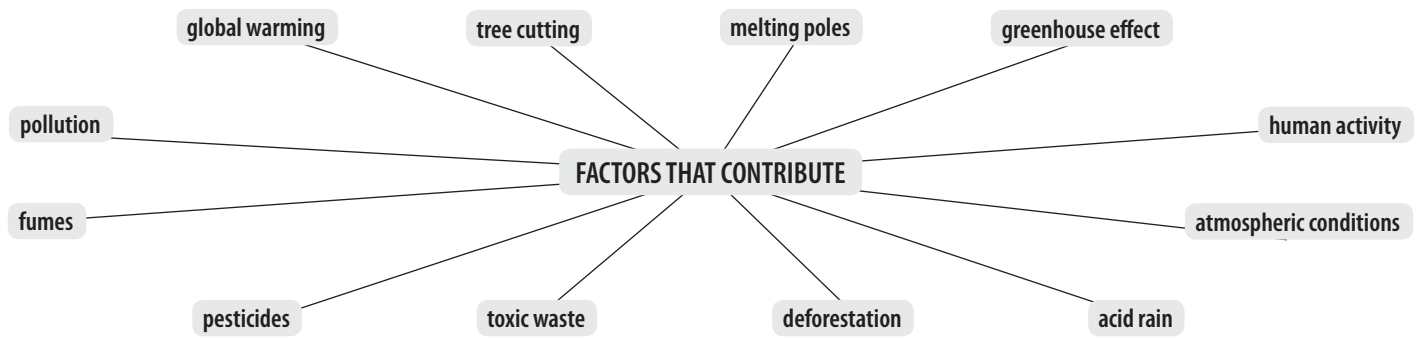 global warming
tree cutting
melting poles
greenhouse effect
pollution
human activity
FACTORS THAT CONTRIBUTE
fumes
atmospheric conditions
pesticides
toxic waste
deforestation
acid rain